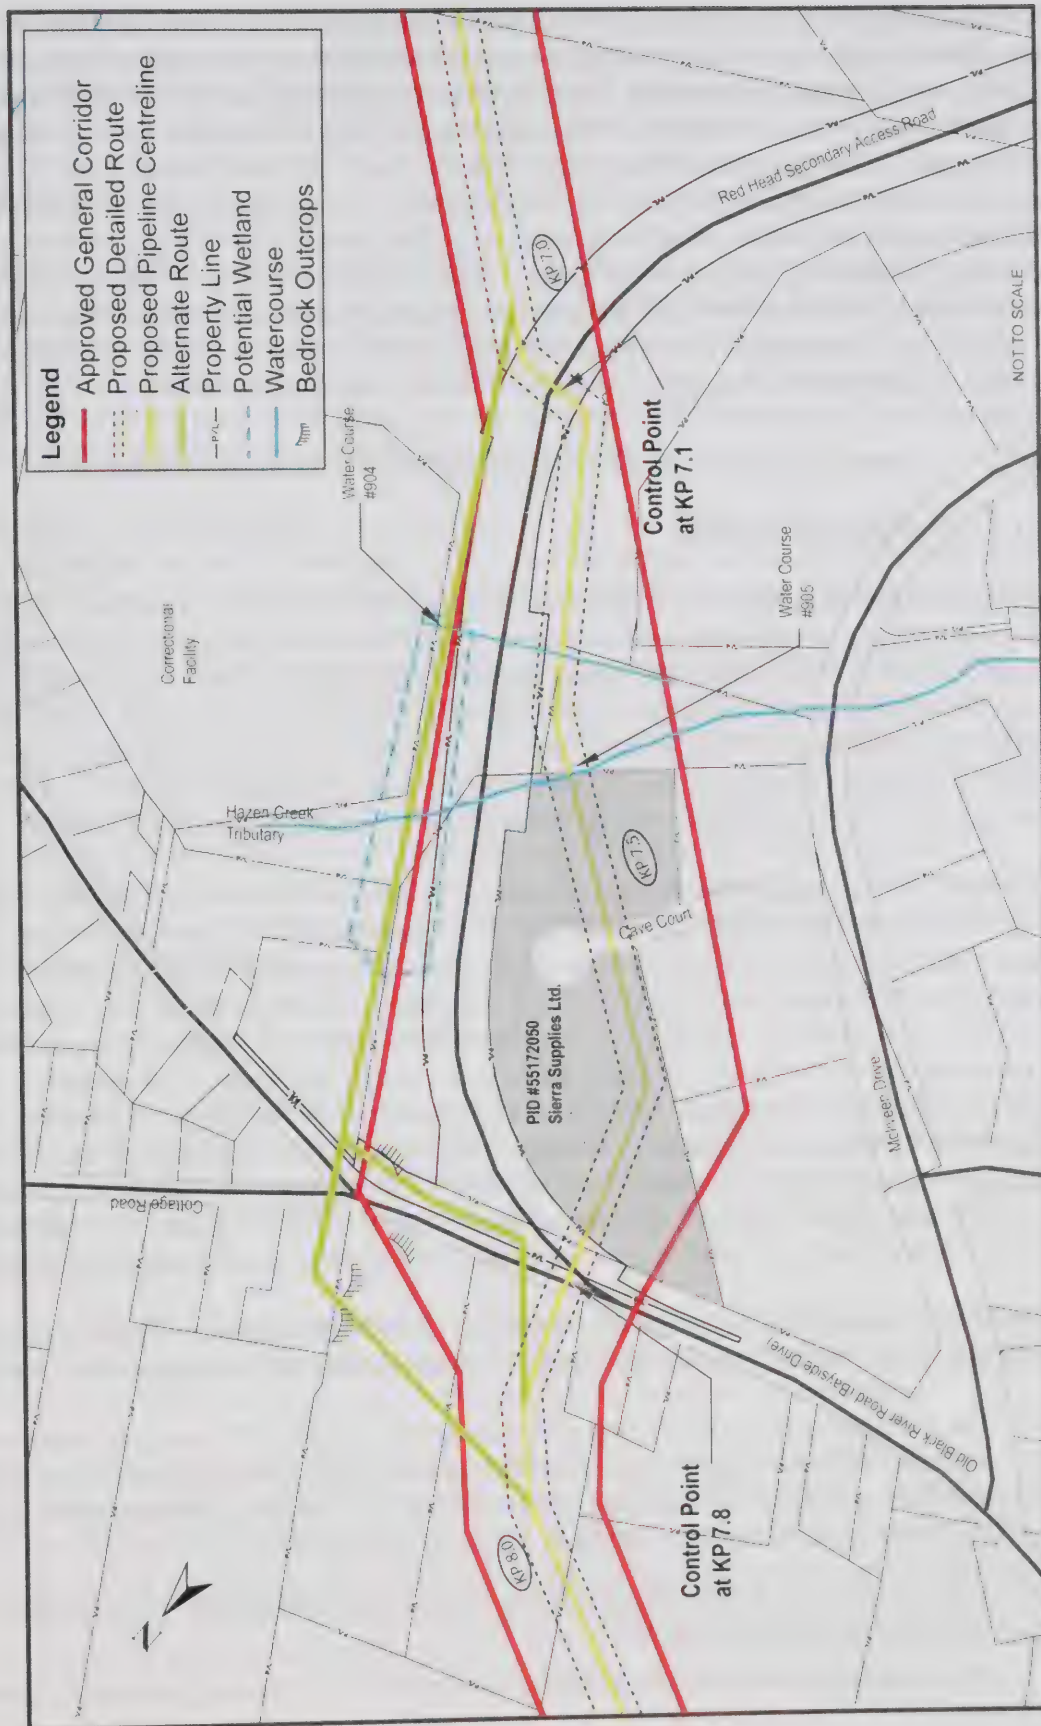 Legend
Approved General Corridor
Proposed Detailed Route
Proposed Pipeline Centreline
Alternate Route
P/L Property Line
Potential Wetland
Watercourse
Bedrock Outcrops
Correctional
Facility
Water Course
#904
Hazen Creek
Tributary
Red Head Secondary Access Road
KP 7.0
Control Point
at KP 7.1
NOT TO SCALE
Water Course
#905
KP 7.5
Cave Court
PID #55172050
Sierra Supplies Ltd.
McIlveen Drive
Cottage Road
Old Black River Road (Bayside Drive)
KP 8.0
Control Point
at KP 7.8